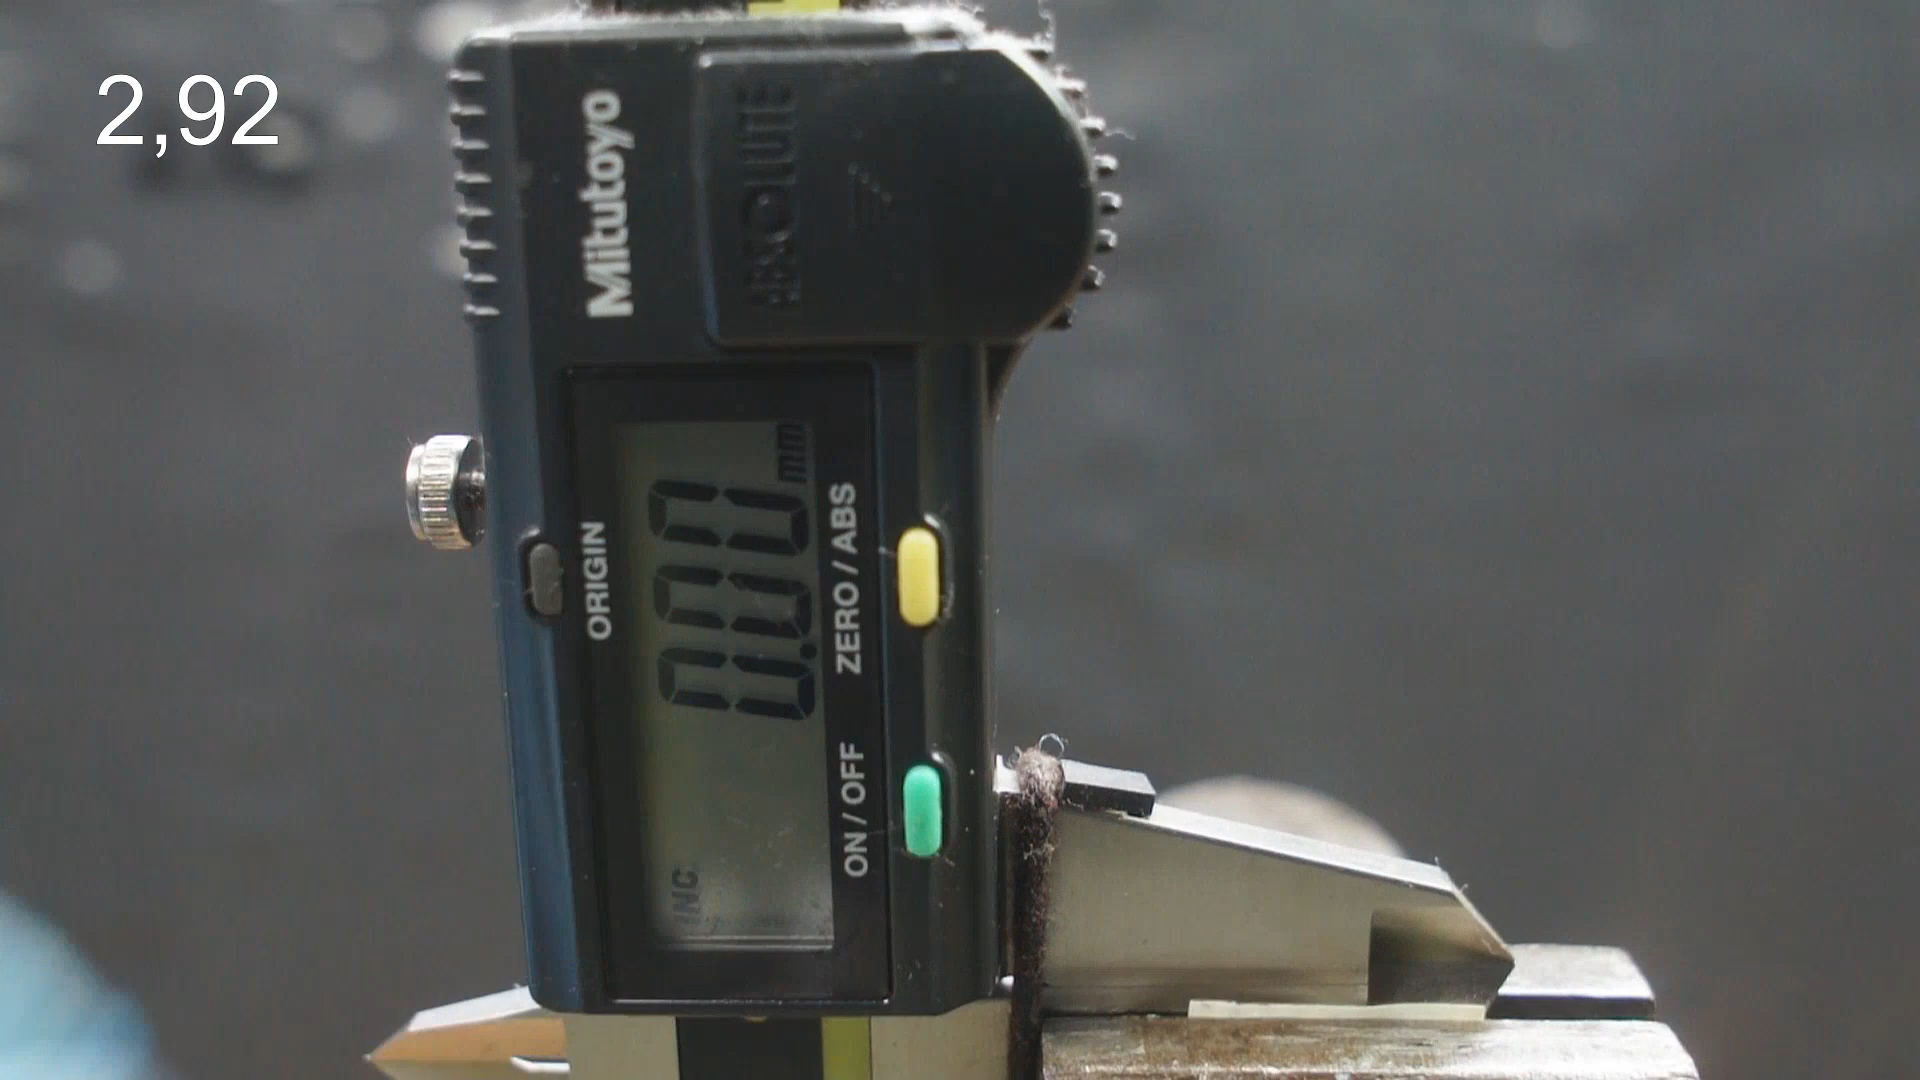 2,92
Mitutoyo
ABSOLUTE
ORIGIN
0.00
mm
INC
ZERO / ABS
ON / OFF